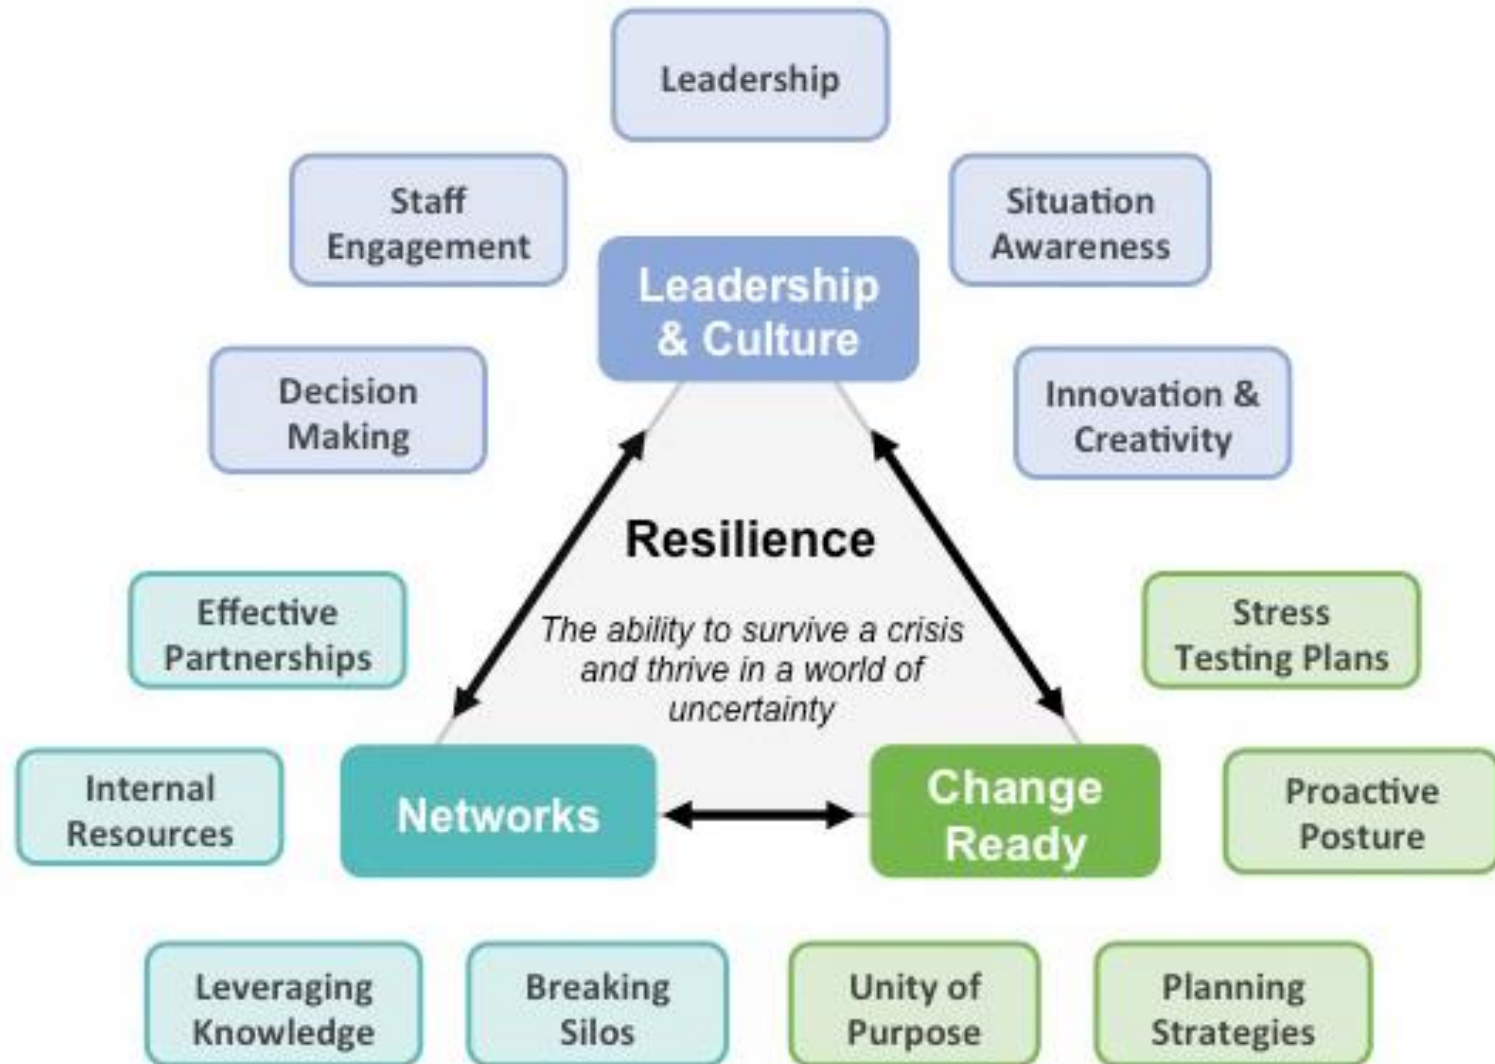 Leadership
Staff
Engagement
Situation
Awareness
Leadership
& Culture
Decision
Making
Innovation &
Creativity
Resilience
The ability to survive a crisis
and thrive in a world of
uncertainty
Effective
Partnerships
Stress
Testing Plans
Internal
Resources
Networks
Change
Ready
Proactive
Posture
Leveraging
Knowledge
Breaking
Silos
Unity of
Purpose
Planning
Strategies